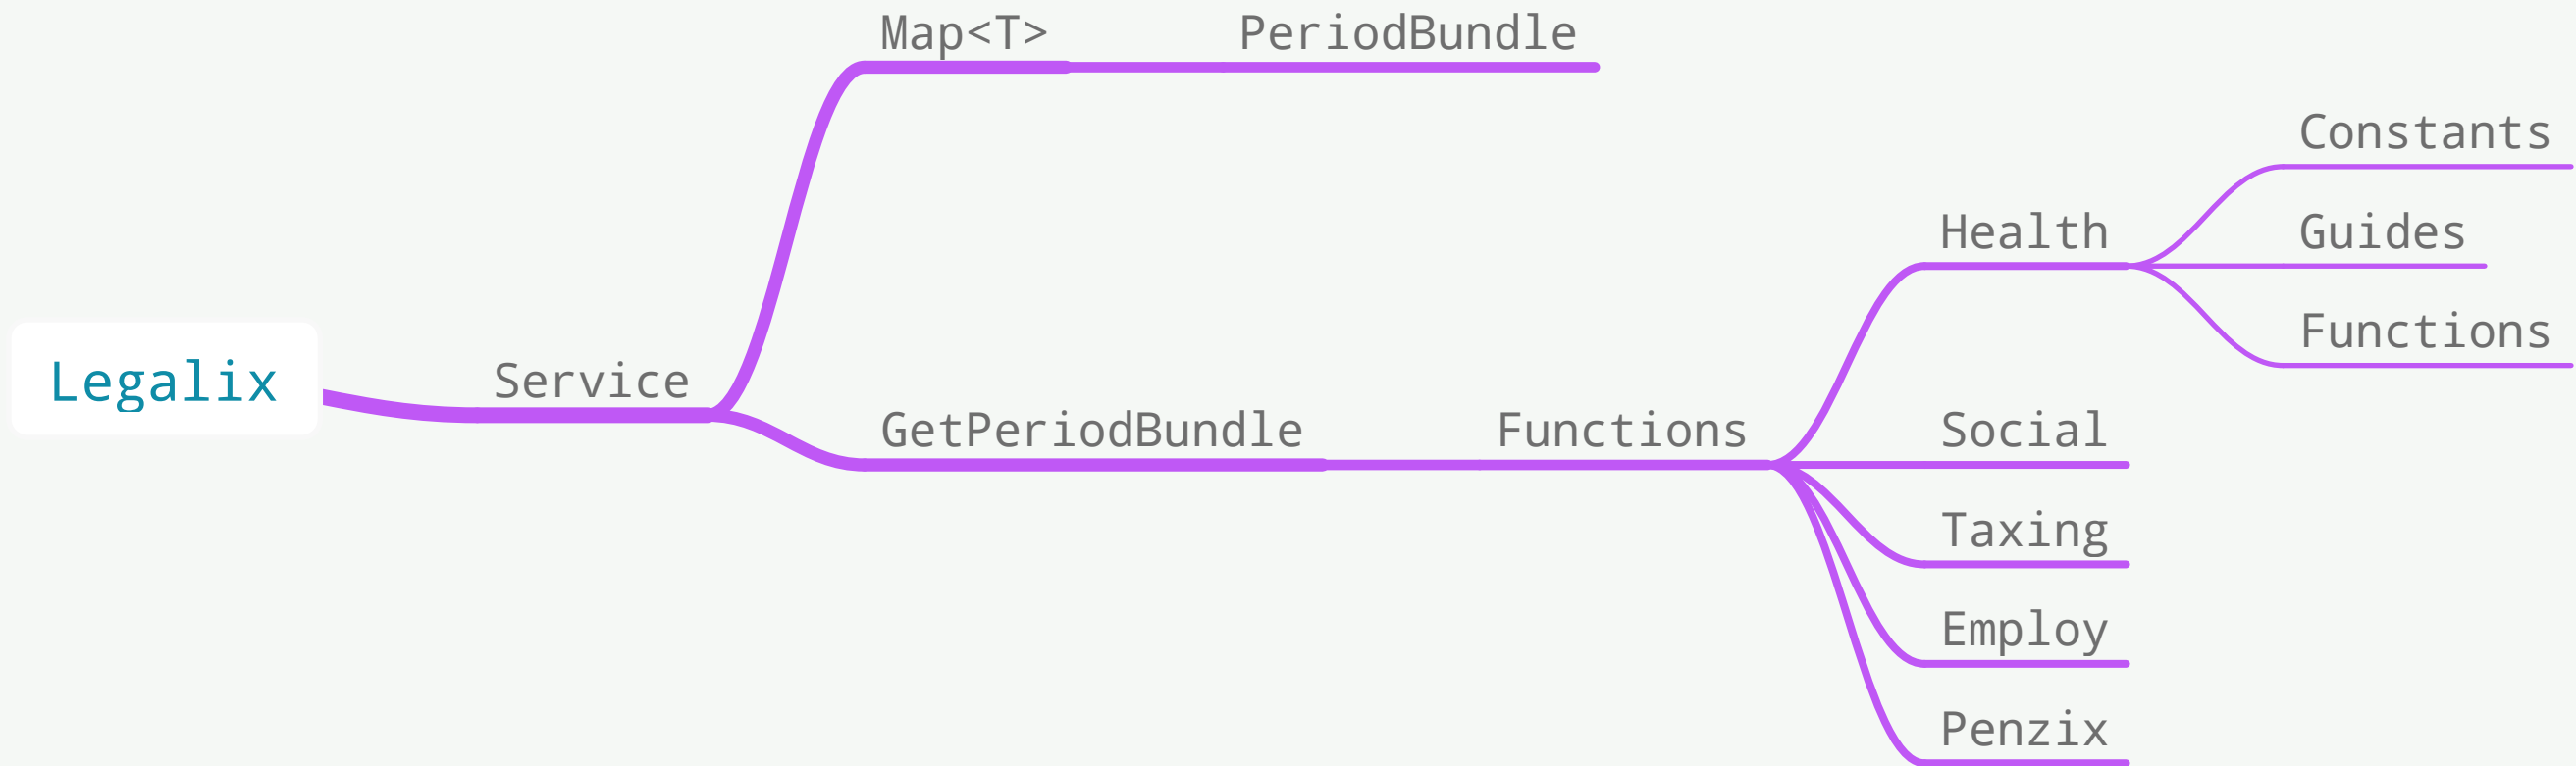 Map<T>
PeriodBundle
Constants
Health
Guides
Functions
Legalix
Service
GetPeriodBundle
Functions
Social
Taxing
Employ
Penzix